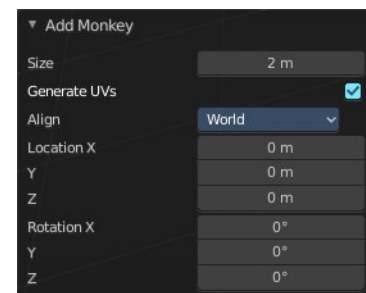 Add Monkey
Size 2 m
Generate UVs
Align World
Location X 0 m
Y 0 m
Z 0 m
Rotation X 0°
Y 0°
Z 0°